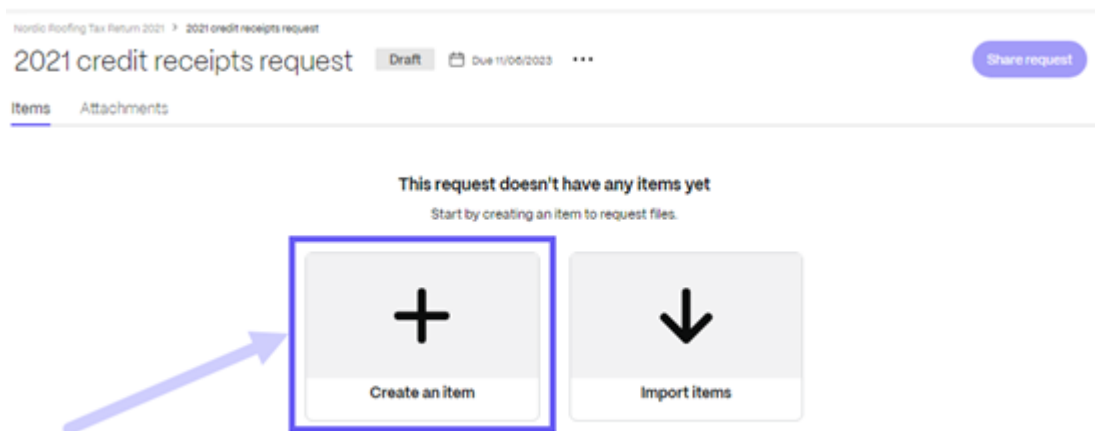 Nordic Roofing Tax Return 2021 > 2021 credit receipts request
2021 credit receipts request Draft Due 11/06/2023 ••• Share request
Items Attachments
This request doesn't have any items yet
Start by creating an item to request files.
Create an item Import items